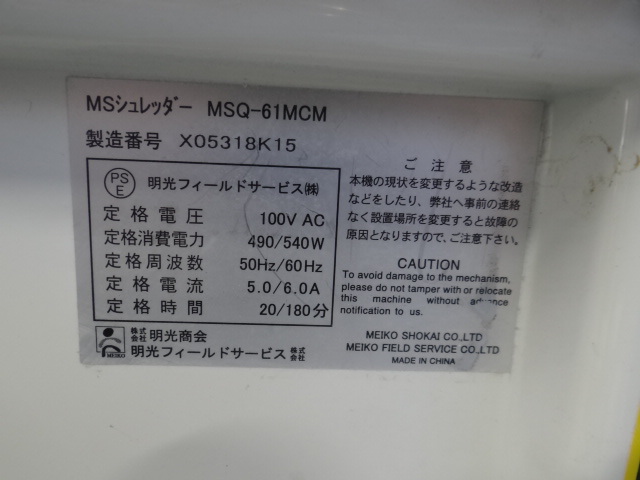 MSシュレッダー MSQ-61MCM
製造番号 X05318K15
PSE 明光フィールドサービス㈱
定格電圧 100V AC
定格消費電力 490/540W
定格周波数 50Hz/60Hz
定格電流 5.0/6.0A
定格時間 20/180分
株式会社 明光商会
明光フィールドサービス 株式会社
MEIKO
ご注意
本機の現状を変更するような改造
などをしたり、弊社へ事前の連絡
なく設置場所を変更すると故障の
原因となりますので、ご注意下さい。
CAUTION
To avoid damage to the mechanism,
please do not tamper with or relocate
this machine without advance
notification to us.
MEIKO SHOKAI CO.,LTD
MEIKO FIELD SERVICE CO.,LTD
MADE IN CHINA